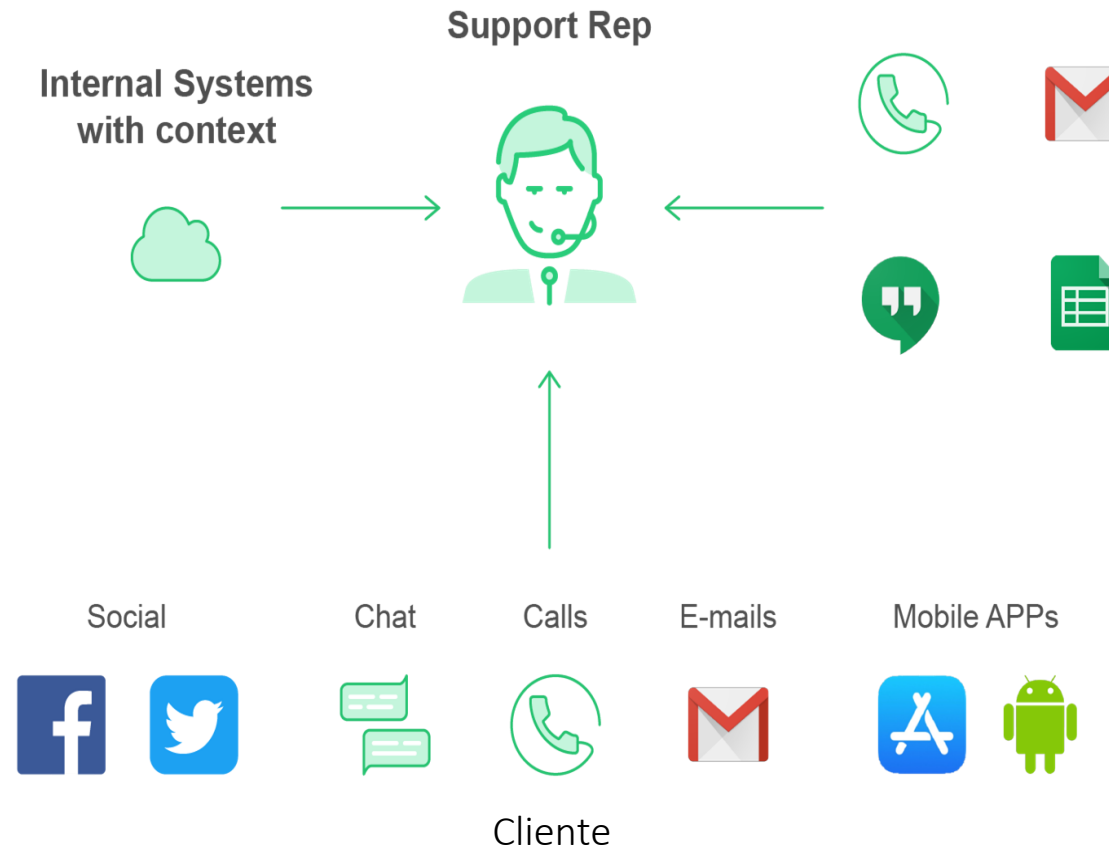 Support Rep
Internal Systems
with context
Social
Chat
Calls
E-mails
Mobile APPs
Cliente